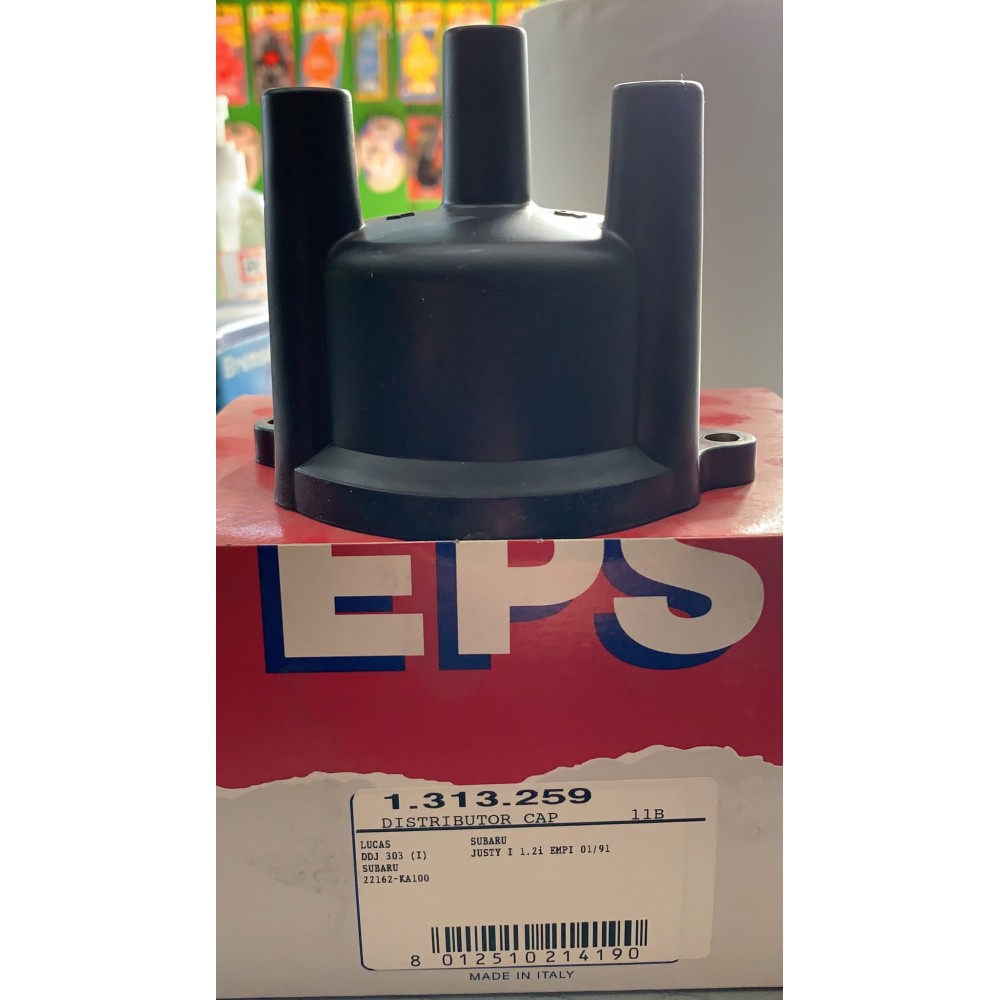 EPS
1.313.259
DISTRIBUTOR CAP 11B
LUCAS
DDJ 303 (I)
SUBARU
22162-KA100
SUBARU
JUSTY I 1.2i EMPI 01/91
8 012510 214190
MADE IN ITALY